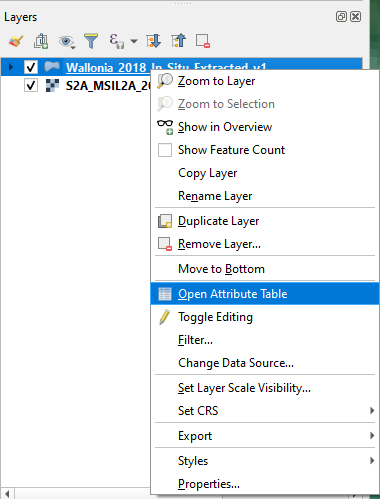 Layers
Wallonia_2018_In_Situ_Extracted_v1
S2A_MSIL2A_20
Zoom to Layer
Zoom to Selection
Show in Overview
Show Feature Count
Copy Layer
Rename Layer
Duplicate Layer
Remove Layer...
Move to Bottom
Open Attribute Table
Toggle Editing
Filter...
Change Data Source...
Set Layer Scale Visibility...
Set CRS
Export
Styles
Properties...